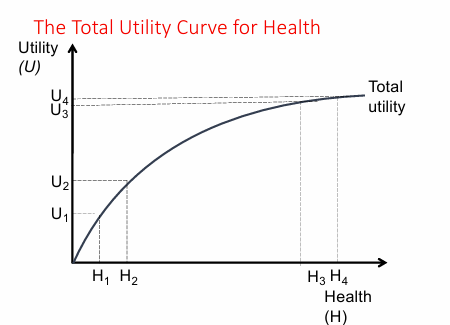 The Total Utility Curve for Health
Utility
(U)
U4
U3
Total
utility
U2
U1
H1 H2
H3 H4
Health
(H)